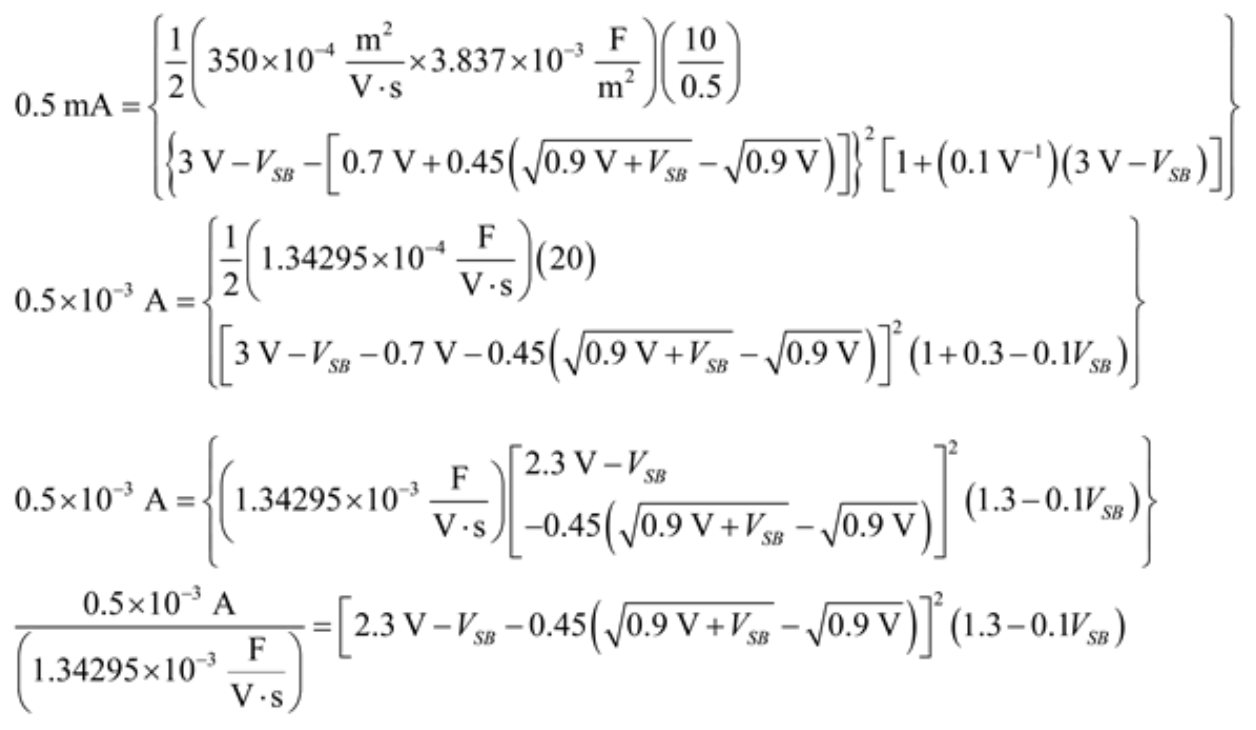 0.5 mA = { 1/2 ( 350×10⁻⁴ m²/(V·s) × 3.837×10⁻³ F/m² ) ( 10/0.5 )
{ 3 V − V_SB − [ 0.7 V + 0.45( √(0.9 V + V_SB) − √(0.9 V) ) ] }² [ 1 + (0.1 V⁻¹)(3 V − V_SB) ] }
0.5×10⁻³ A = { 1/2 ( 1.34295×10⁻⁴ F/(V·s) ) (20)
[ 3 V − V_SB − 0.7 V − 0.45( √(0.9 V + V_SB) − √(0.9 V) ) ]² (1 + 0.3 − 0.1V_SB) }
0.5×10⁻³ A = { ( 1.34295×10⁻³ F/(V·s) ) [ 2.3 V − V_SB
−0.45( √(0.9 V + V_SB) − √(0.9 V) ) ]² (1.3 − 0.1V_SB) }
0.5×10⁻³ A / ( 1.34295×10⁻³ F/(V·s) ) = [ 2.3 V − V_SB − 0.45( √(0.9 V + V_SB) − √(0.9 V) ) ]² (1.3 − 0.1V_SB)